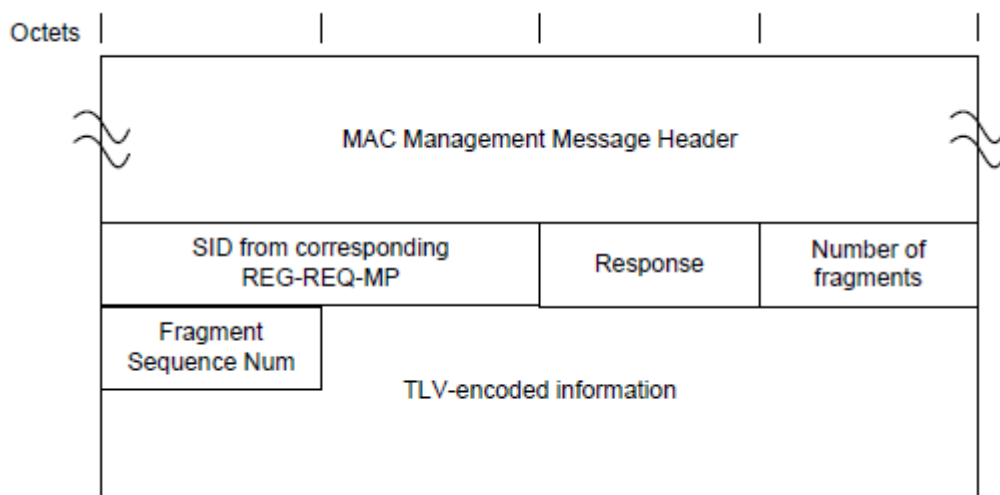 Octets
MAC Management Message Header
SID from corresponding
REG-REQ-MP
Response
Number of
fragments
Fragment
Sequence Num
TLV-encoded information